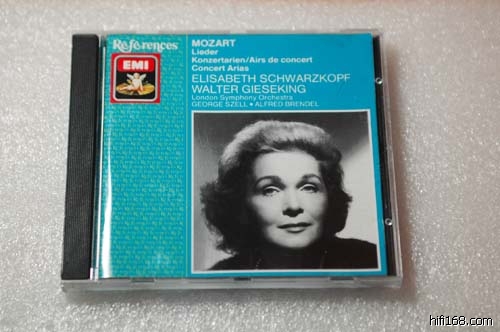 References
EMI
MOZART
Lieder
Konzertarien/Airs de concert
Concert Arias
ELISABETH SCHWARZKOPF
WALTER GIESEKING
London Symphony Orchestra
GEORGE SZELL • ALFRED BRENDEL
hifi168.com